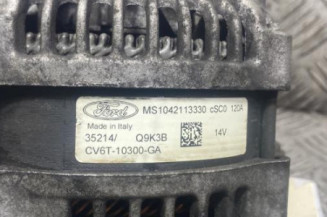 Ford
MS1042113330 cSC0 120A
Made in Italy
35214/ Q9K3B 14V
CV6T-10300-GA